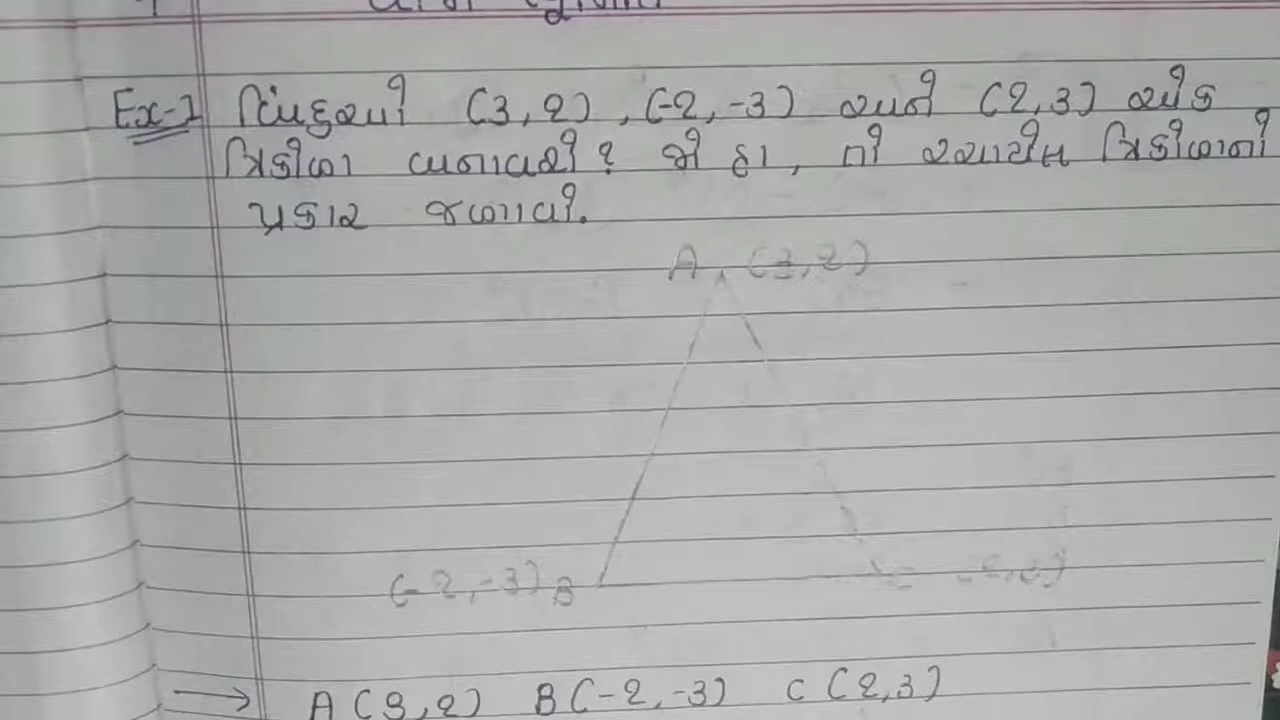 Ex-1 બિંદુઓ (3,2), (-2,-3) અને (2,3) એક
ત્રિકોણ બનાવશે? જો હા, તો રચાયેલ ત્રિકોણનો
પ્રકાર જણાવો.
A (3,2)
(-2,-3) B
C
A (3,2) B(-2,-3) C (2,3)